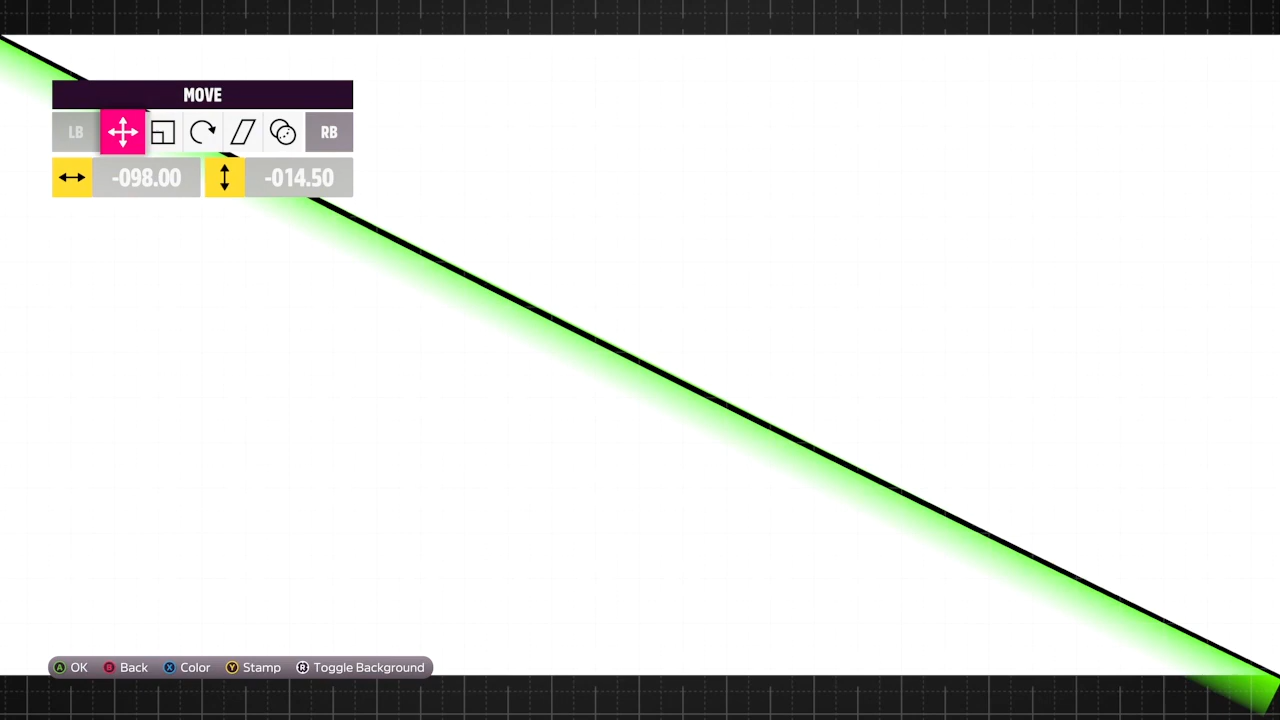 MOVE
LB RB
-098.00 -014.50
A OK B Back X Color Y Stamp R Toggle Background